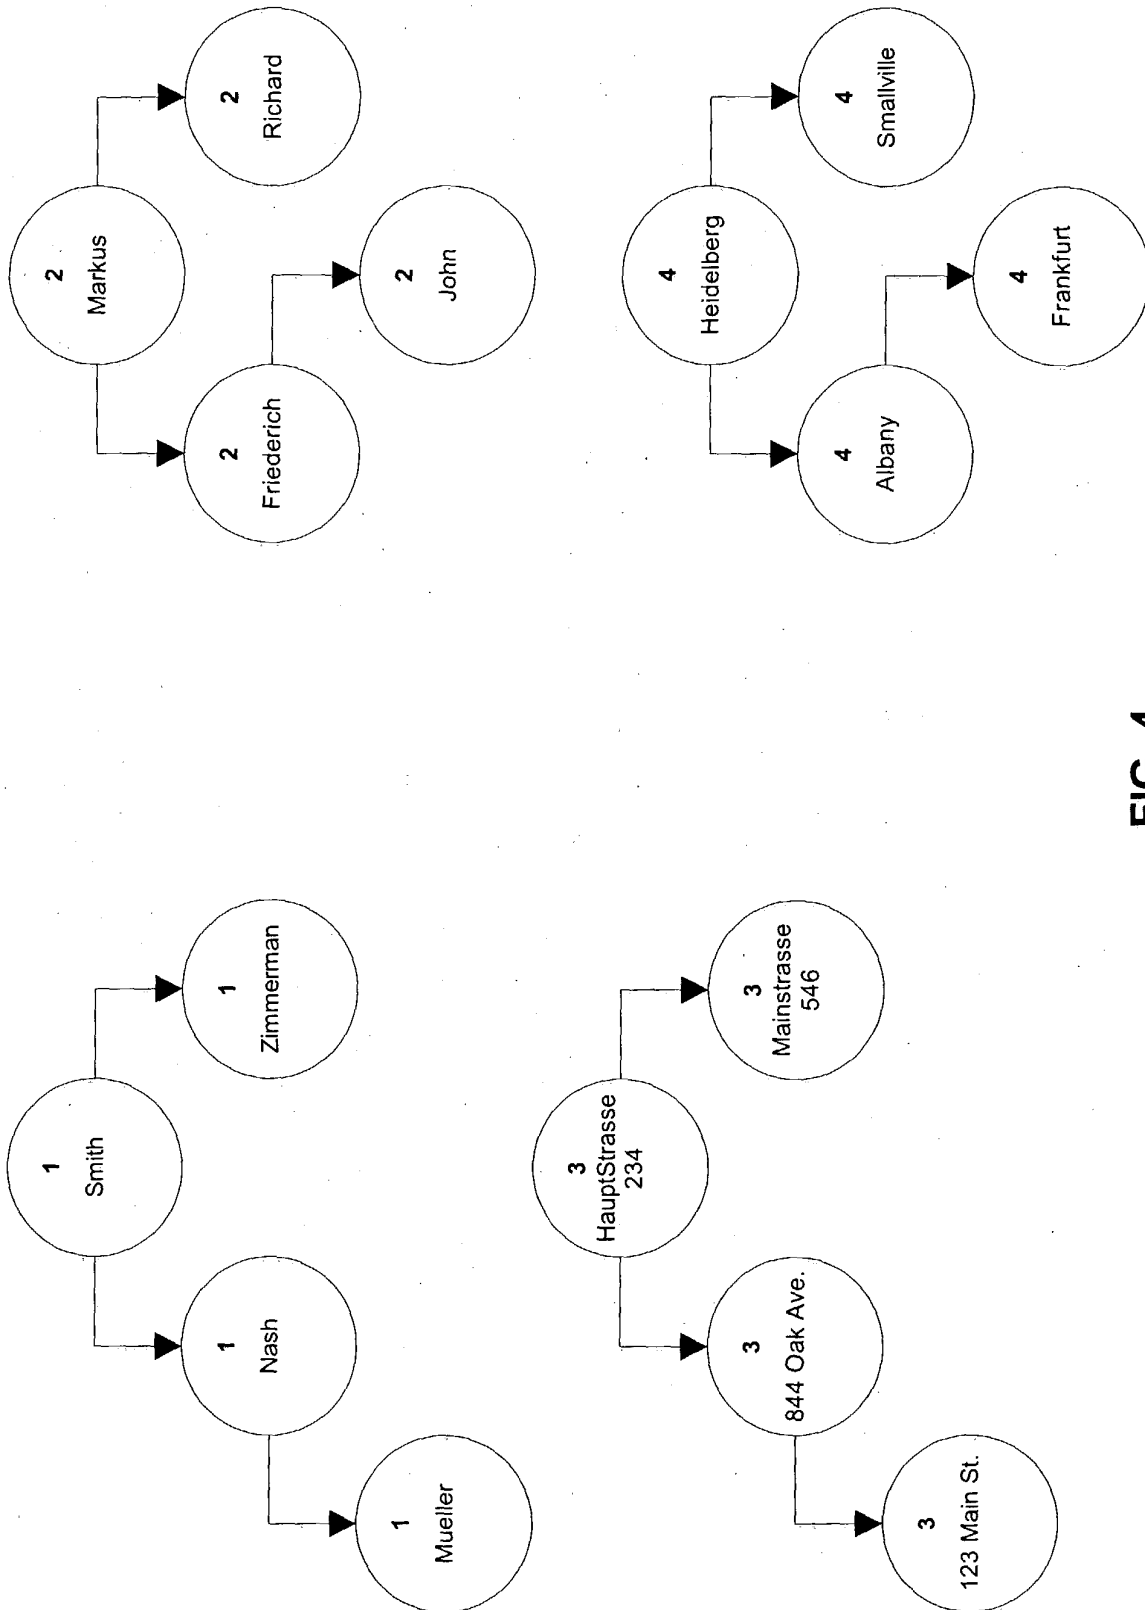 1
Smith
1
Nash
1
Zimmerman
1
Mueller
2
Markus
2
Friederich
2
Richard
2
John
3
HauptStrasse
234
3
844 Oak Ave.
3
Mainstrasse
546
3
123 Main St.
4
Heidelberg
4
Albany
4
Smallville
4
Frankfurt
FIG. 4